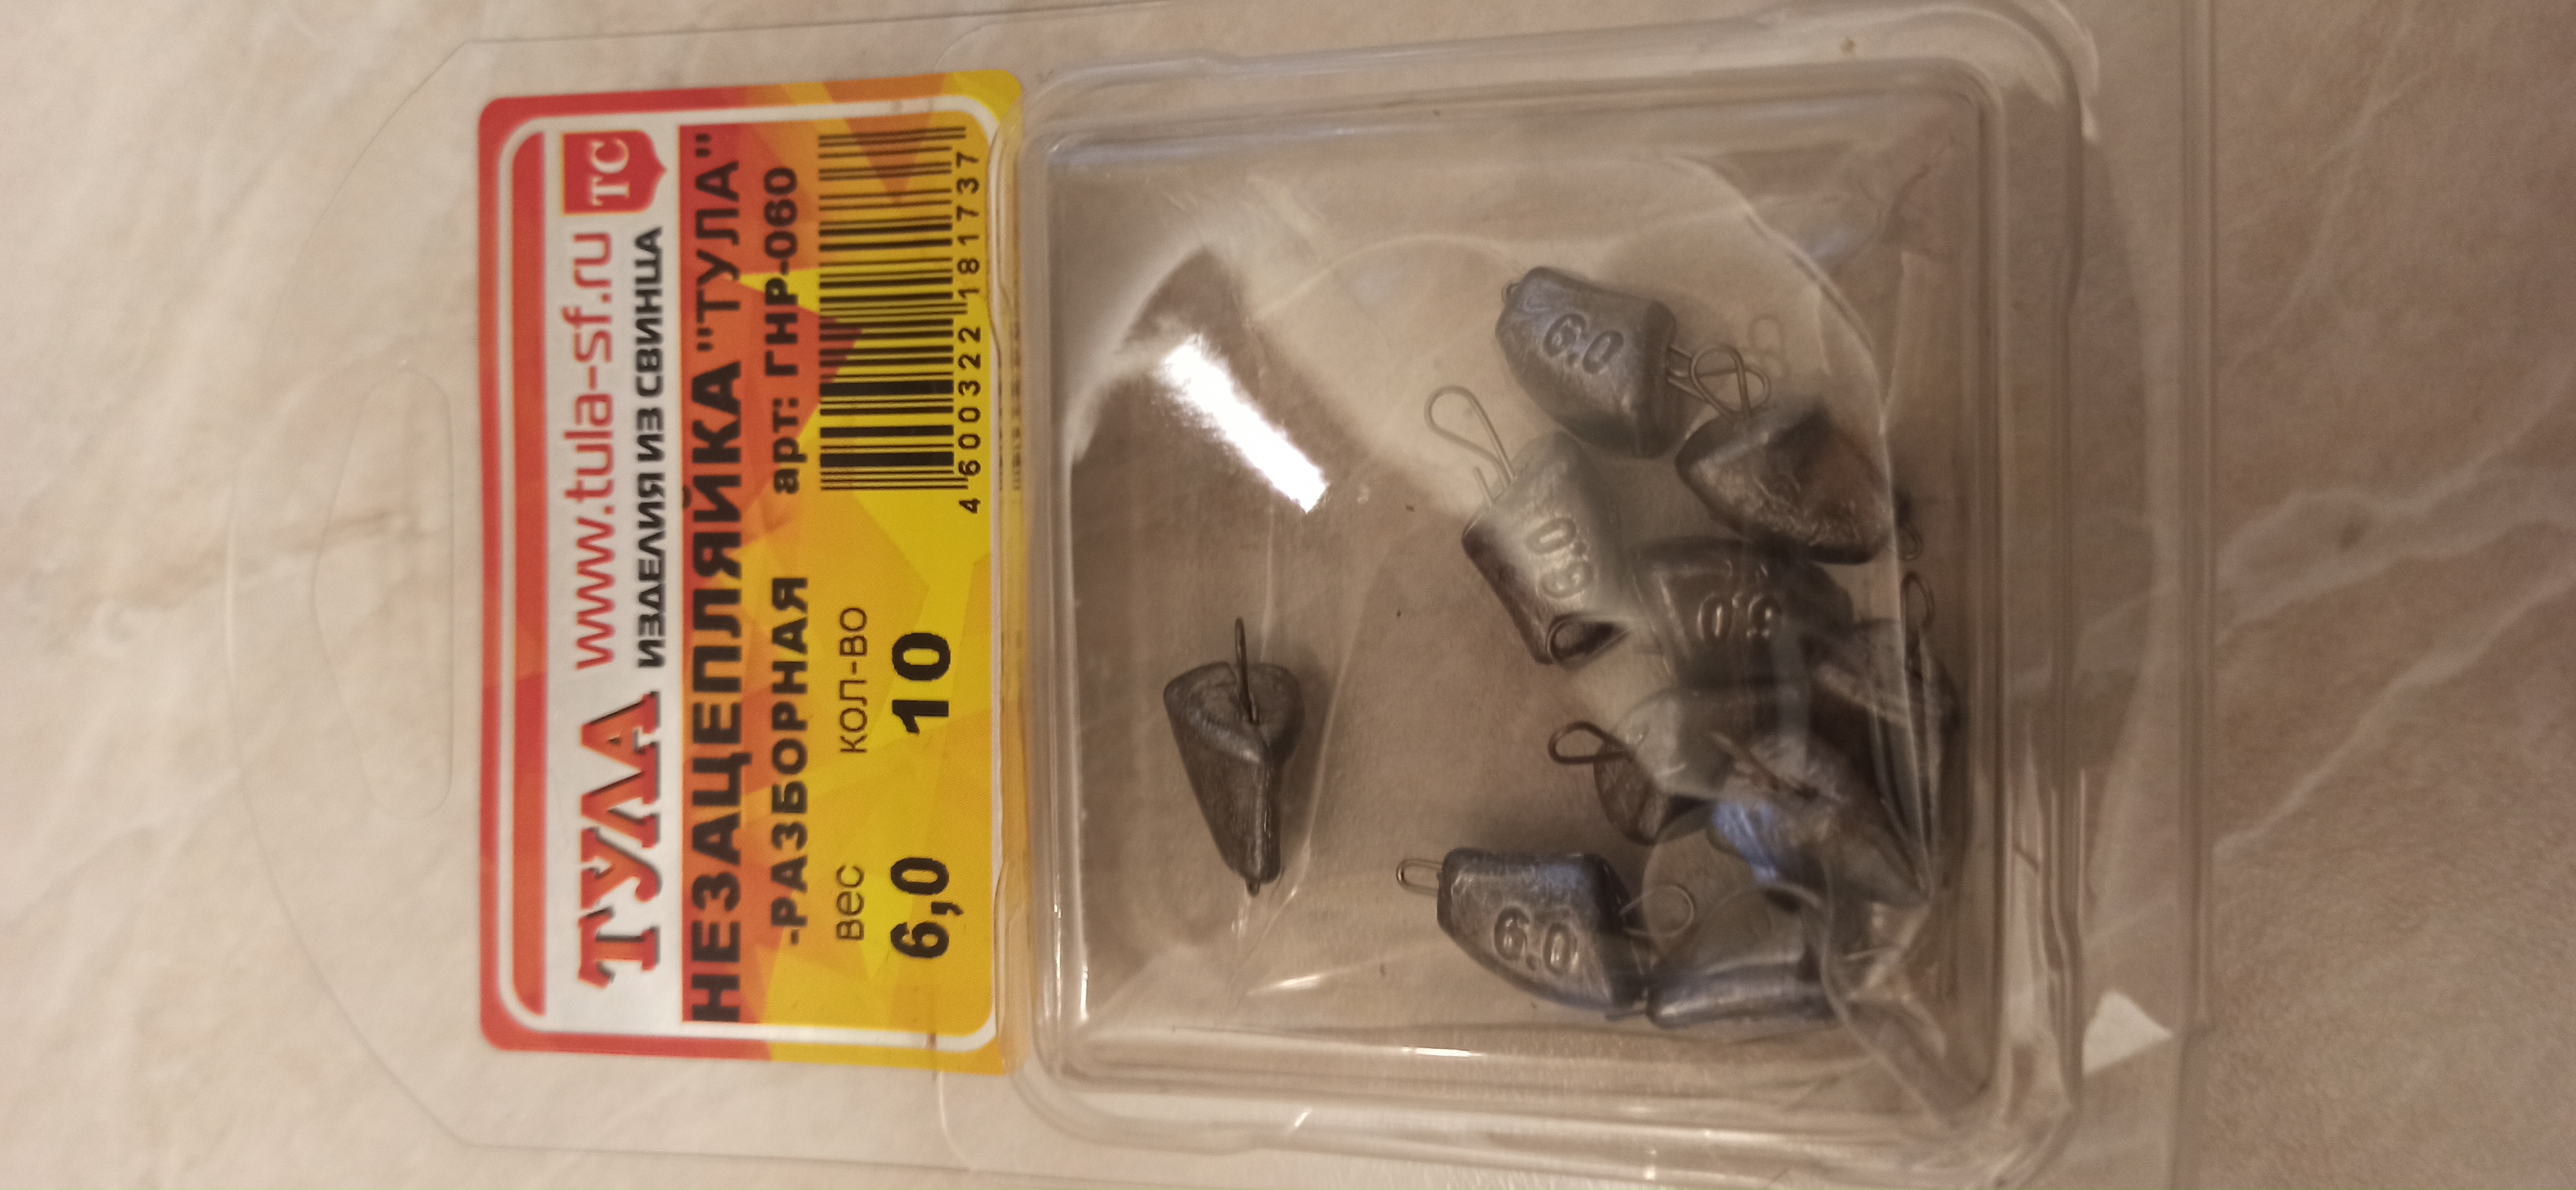 ТУЛА www.tula-sf.ru ТС
ИЗДЕЛИЯ ИЗ СВИНЦА
НЕЗАЦЕПЛЯЙКА "ТУЛА"
-РАЗБОРНАЯ арт: ГНР-060
вес кол-во
6,0 10
4 600322 181737
6.0
6.0
6.0
6.0